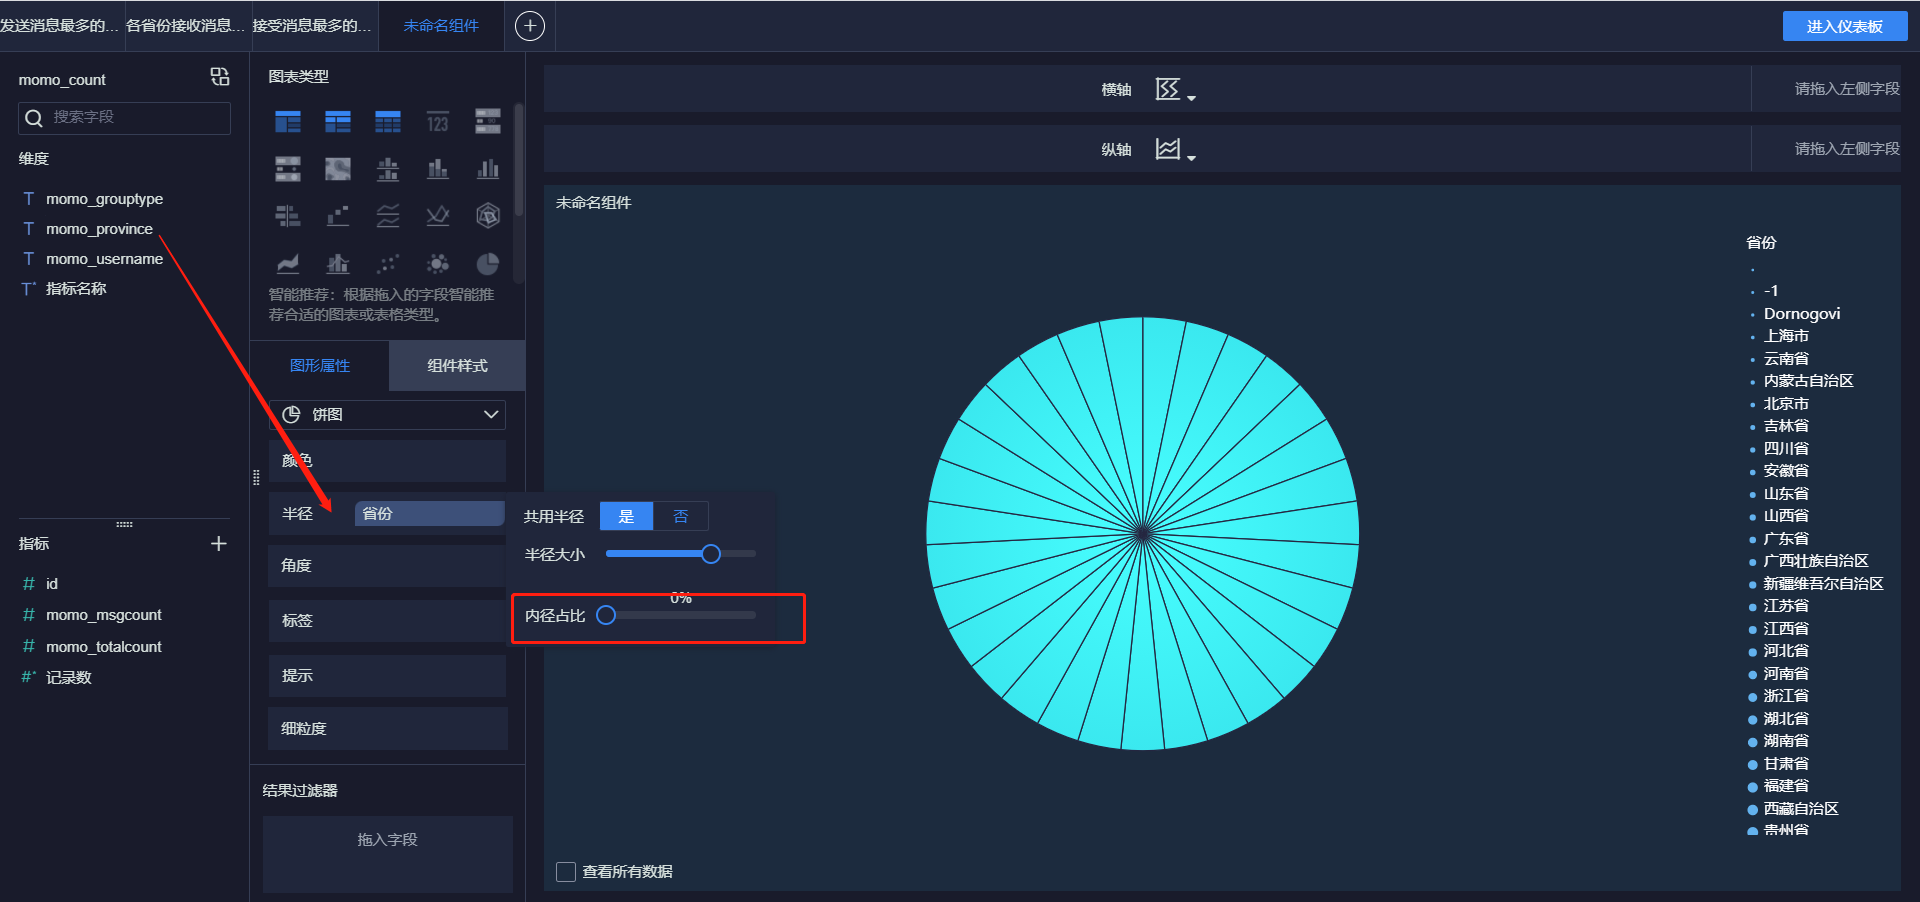 发送消息最多的...
各省份接收消息...
接受消息最多的...
未命名组件
进入仪表板
momo_count
搜索字段
维度
T momo_grouptype
T momo_province
T momo_username
T* 指标名称
指标
# id
# momo_msgcount
# momo_totalcount
#* 记录数
图表类型
123
智能推荐：根据拖入的字段智能推
荐合适的图表或表格类型。
图形属性
组件样式
饼图
颜色
半径
省份
角度
标签
提示
细粒度
结果过滤器
拖入字段
共用半径
是
否
半径大小
0%
内径占比
横轴
请拖入左侧字段
纵轴
请拖入左侧字段
未命名组件
省份
-1
Dornogovi
上海市
云南省
内蒙古自治区
北京市
吉林省
四川省
安徽省
山东省
山西省
广东省
广西壮族自治区
新疆维吾尔自治区
江苏省
江西省
河北省
河南省
浙江省
湖北省
湖南省
甘肃省
福建省
西藏自治区
贵州省
查看所有数据